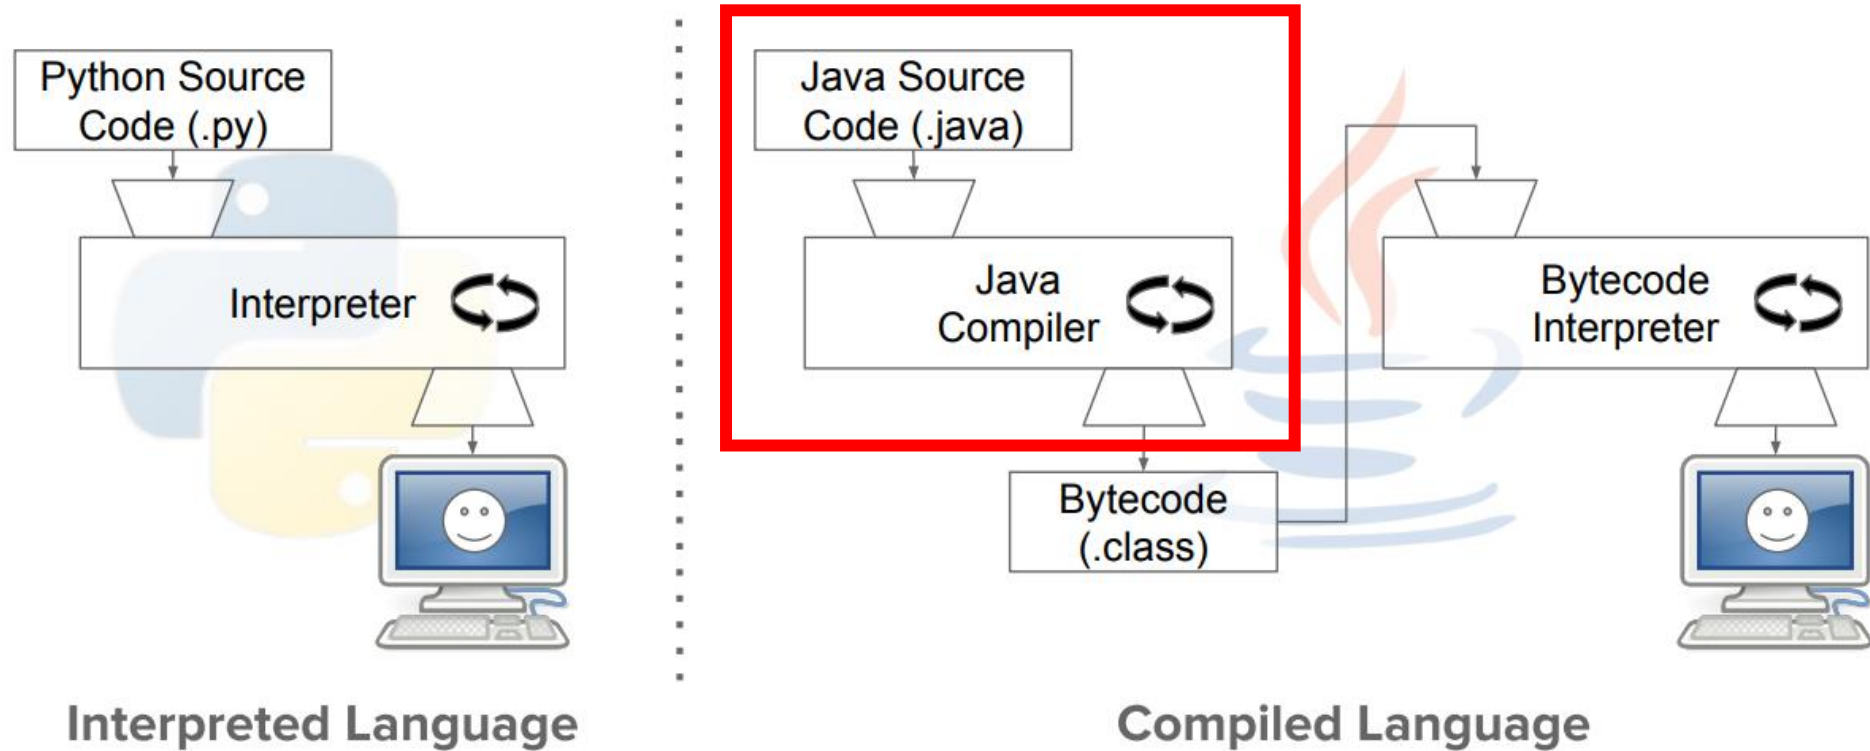 Python Source
Code (.py)
Interpreter
Interpreted Language
Java Source
Code (.java)
Java
Compiler
Bytecode
(.class)
Bytecode
Interpreter
Compiled Language